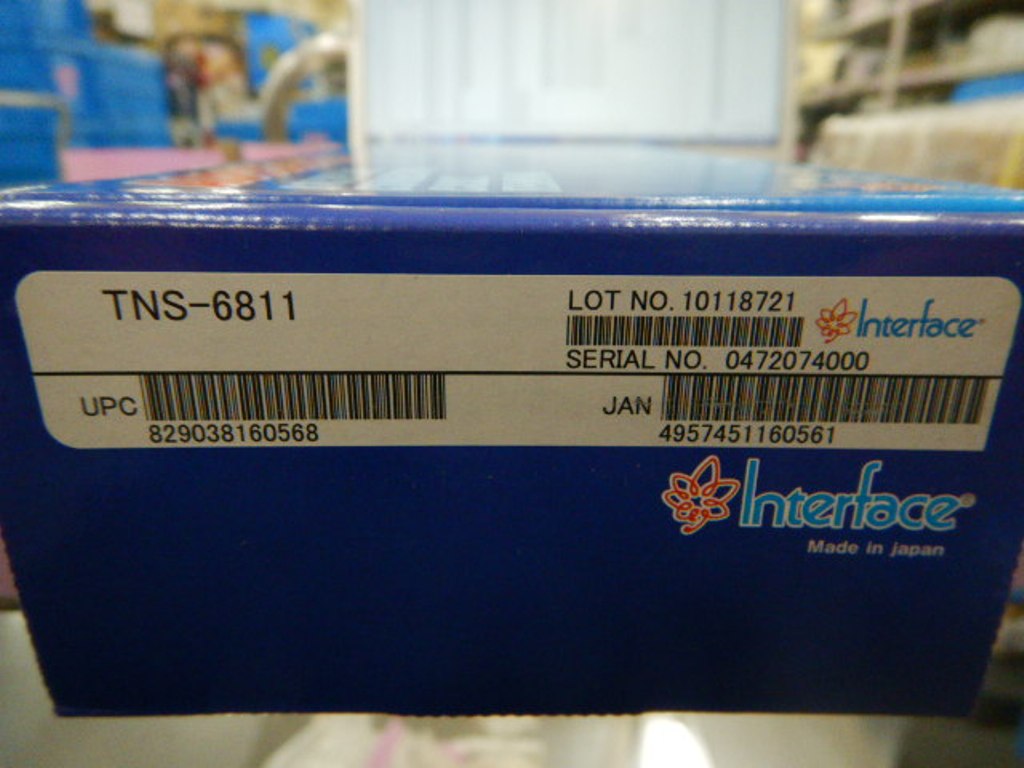 TNS-6811
LOT NO. 10118721
Interface®
SERIAL NO. 0472074000
UPC
829038160568
JAN
4957451160561
Interface®
Made in japan